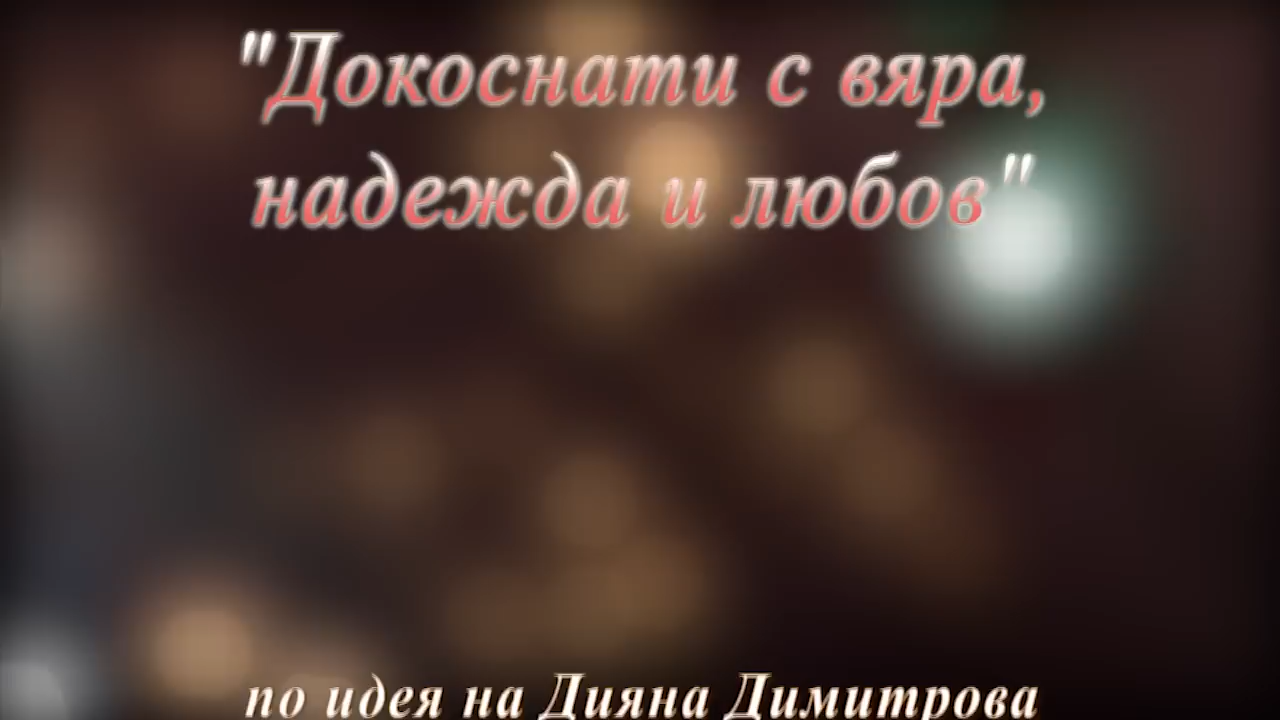 "Докоснати с вяра,
надежда и любов"
по идея на Дияна Димитрова